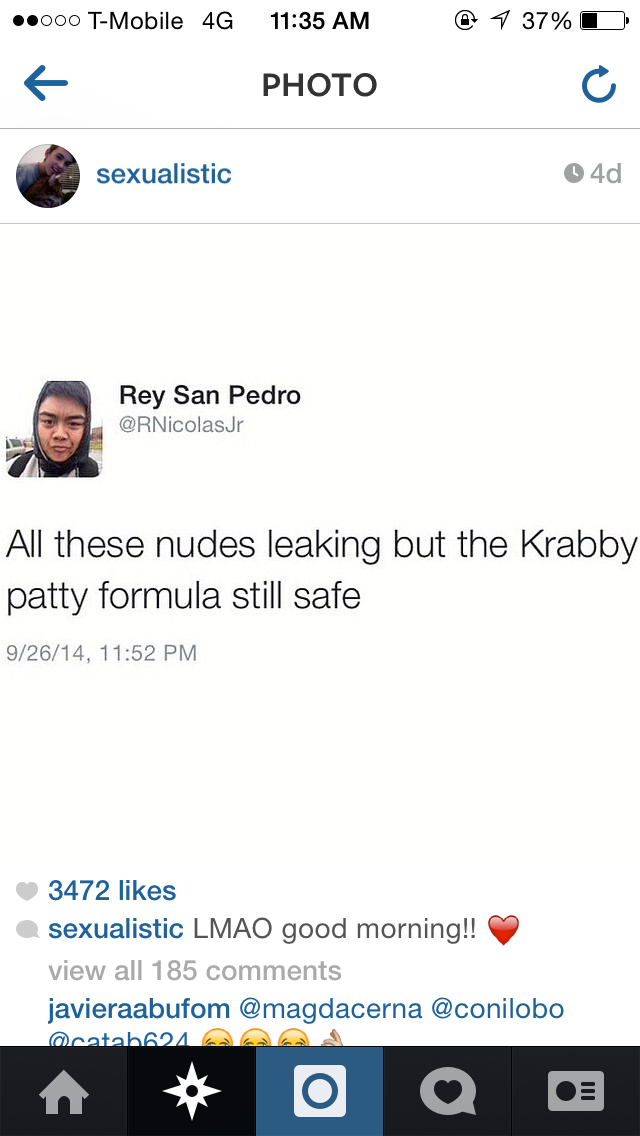 T-Mobile 4G 11:35 AM 37%
PHOTO
sexualistic 4d
Rey San Pedro
@RNicolasJr
All these nudes leaking but the Krabby
patty formula still safe
9/26/14, 11:52 PM
3472 likes
sexualistic LMAO good morning!! ❤️
view all 185 comments
javieraabufom @magdacerna @conilobo
@catab624 😂😂😂👌